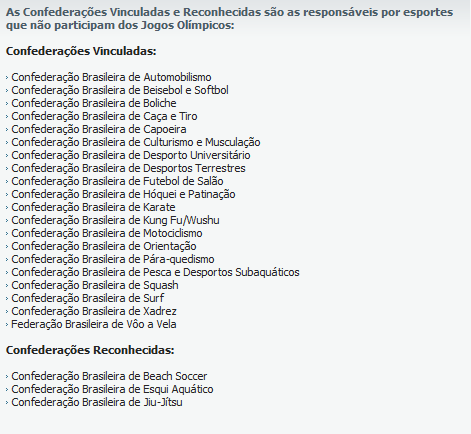 As Confederações Vinculadas e Reconhecidas são as responsáveis por esportes
que não participam dos Jogos Olímpicos:
Confederações Vinculadas:
Confederação Brasileira de Automobilismo
Confederação Brasileira de Beisebol e Softbol
Confederação Brasileira de Boliche
Confederação Brasileira de Caça e Tiro
Confederação Brasileira de Capoeira
Confederação Brasileira de Culturismo e Musculação
Confederação Brasileira de Desporto Universitário
Confederação Brasileira de Desportos Terrestres
Confederação Brasileira de Futebol de Salão
Confederação Brasileira de Hóquei e Patinação
Confederação Brasileira de Karate
Confederação Brasileira de Kung Fu/Wushu
Confederação Brasileira de Motociclismo
Confederação Brasileira de Orientação
Confederação Brasileira de Pára-quedismo
Confederação Brasileira de Pesca e Desportos Subaquáticos
Confederação Brasileira de Squash
Confederação Brasileira de Surf
Confederação Brasileira de Xadrez
Federação Brasileira de Vôo a Vela
Confederações Reconhecidas:
Confederação Brasileira de Beach Soccer
Confederação Brasileira de Esqui Aquático
Confederação Brasileira de Jiu-Jítsu